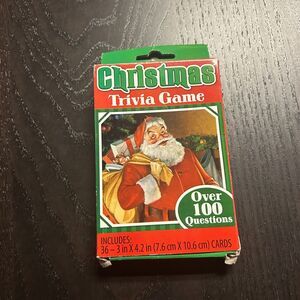 Christmas
Trivia Game
Over
100
Questions
INCLUDES:
36 – 3 in X 4.2 in (7.6 cm X 10.6 cm) CARDS